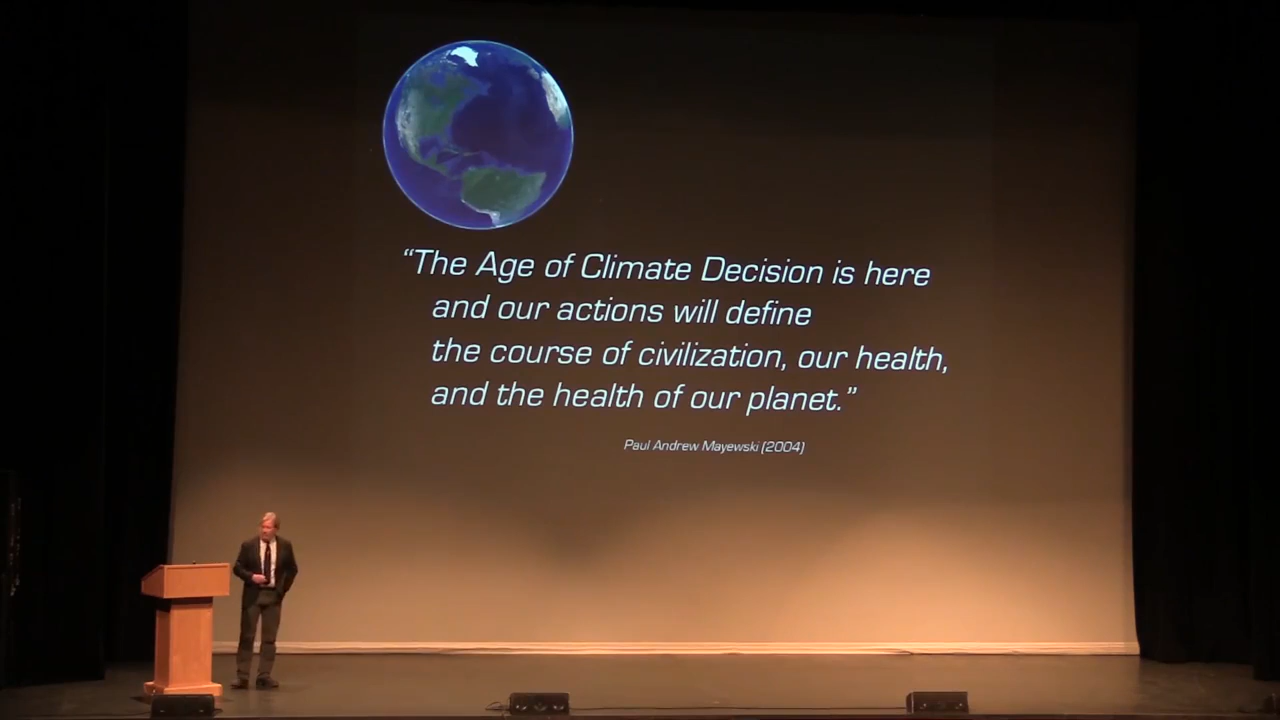 “The Age of Climate Decision is here
and our actions will define
the course of civilization, our health,
and the health of our planet.”
Paul Andrew Mayewski (2004)